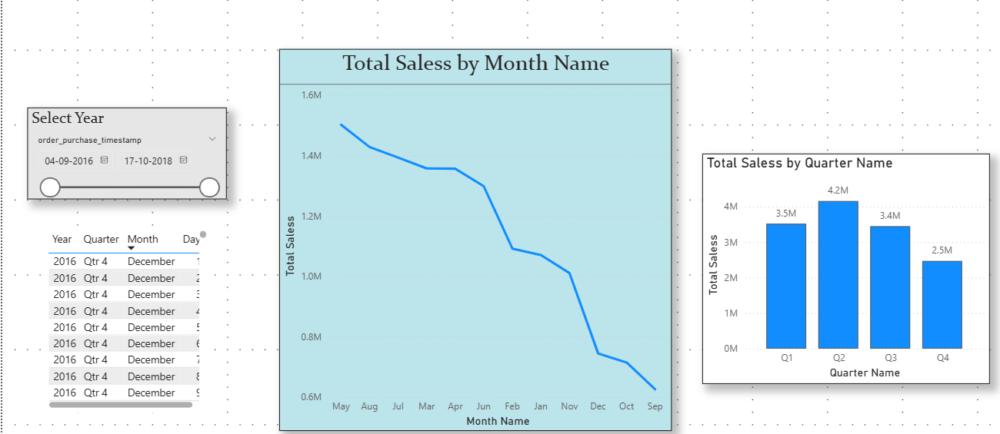 Select Year
order_purchase_timestamp
04-09-2016 17-10-2018
Year Quarter Month Day
2016 Qtr 4 December 1
2016 Qtr 4 December 2
2016 Qtr 4 December 3
2016 Qtr 4 December 4
2016 Qtr 4 December 5
2016 Qtr 4 December 6
2016 Qtr 4 December 7
2016 Qtr 4 December 8
2016 Qtr 4 December 9
Total Saless by Month Name
Total Saless
1.6M
1.4M
1.2M
1.0M
0.8M
0.6M
May Aug Jul Mar Apr Jun Feb Jan Nov Dec Oct Sep
Month Name
Total Saless by Quarter Name
Total Saless
4M
3M
2M
1M
0M
3.5M 4.2M 3.4M 2.5M
Q1 Q2 Q3 Q4
Quarter Name